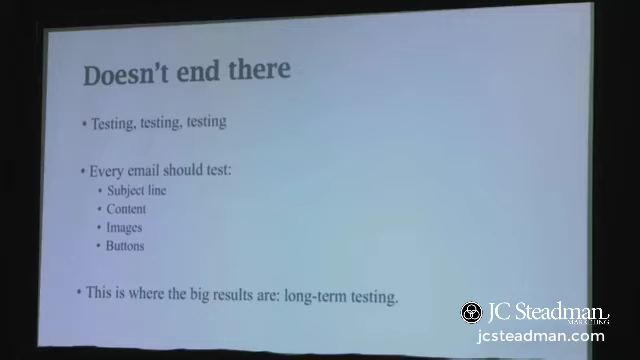 Doesn't end there
• Testing, testing, testing
• Every email should test:
• Subject line
• Content
• Images
• Buttons
• This is where the big results are: long-term testing.
JC Steadman
MARKETING
jcsteadman.com